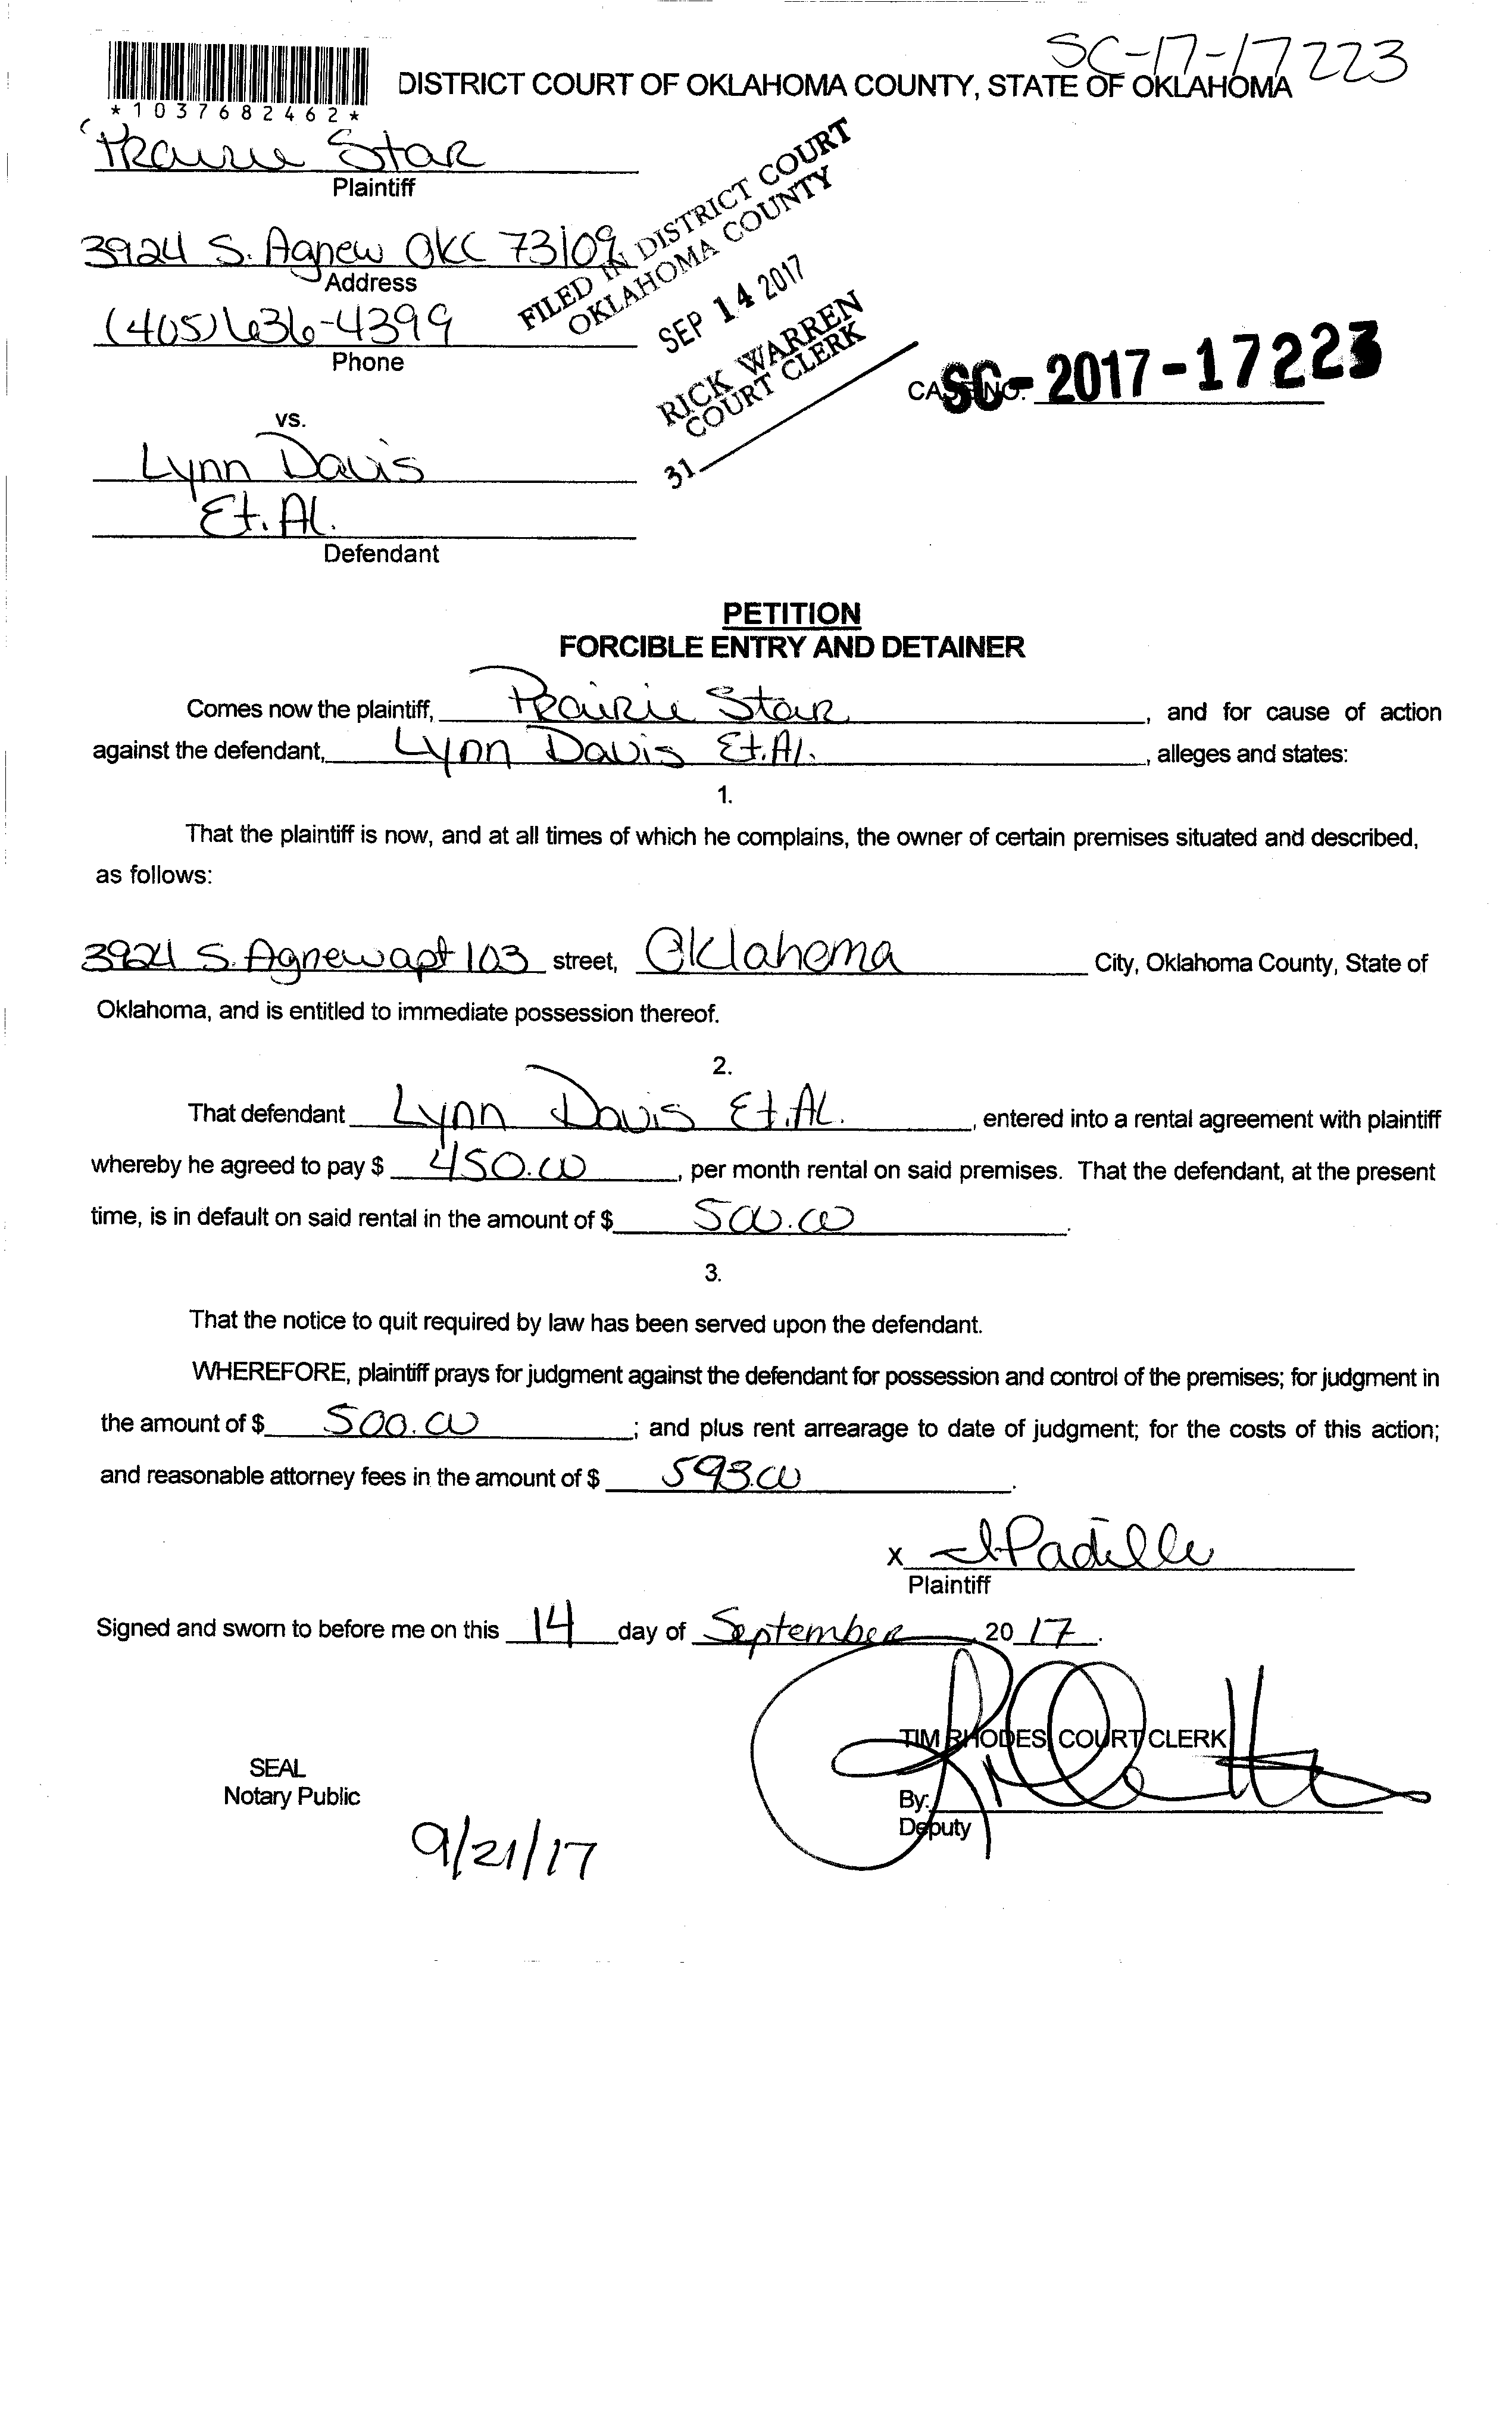 SC-17-17223
DISTRICT COURT OF OKLAHOMA COUNTY, STATE OF OKLAHOMA
*1037682462*
Prairie Star
Plaintiff
3924 S. Agnew OKC 73109
Address
(405) 636-4399
Phone
FILED IN DISTRICT COURT
OKLAHOMA COUNTY
SEP 14 2017
RICK WARREN
COURT CLERK
31
CASE NO. SC-2017-17223
vs.
Lynn Davis
Et. Al.
Defendant
PETITION
FORCIBLE ENTRY AND DETAINER
Comes now the plaintiff, Prairie Star, and for cause of action
against the defendant, Lynn Davis Et. Al., alleges and states:
1.
That the plaintiff is now, and at all times of which he complains, the owner of certain premises situated and described,
as follows:
3924 S. Agnew apt 103 street, Oklahoma City, Oklahoma County, State of
Oklahoma, and is entitled to immediate possession thereof.
2.
That defendant Lynn Davis Et. Al., entered into a rental agreement with plaintiff
whereby he agreed to pay $ 450.00, per month rental on said premises. That the defendant, at the present
time, is in default on said rental in the amount of $ 500.00.
3.
That the notice to quit required by law has been served upon the defendant.
WHEREFORE, plaintiff prays for judgment against the defendant for possession and control of the premises; for judgment in
the amount of $ 500.00; and plus rent arrearage to date of judgment; for the costs of this action;
and reasonable attorney fees in the amount of $ 593.00.
x Padilla
Plaintiff
Signed and sworn to before me on this 14 day of September, 2017.
TIM RHODES, COURT CLERK
SEAL
Notary Public
By:
Deputy
9/21/17